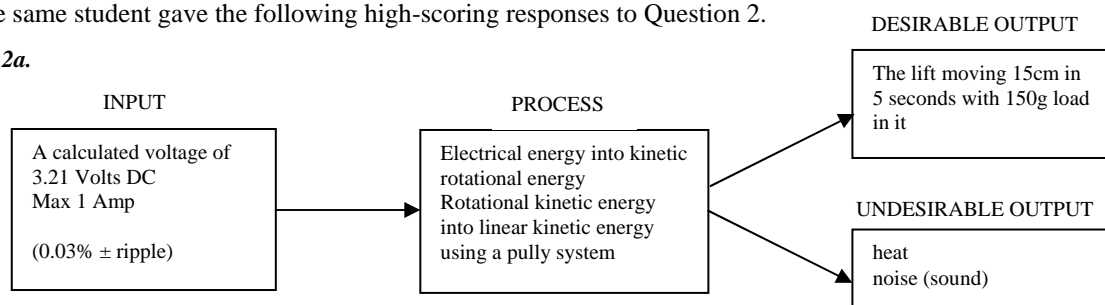 e same student gave the following high-scoring responses to Question 2.
2a.
INPUT
A calculated voltage of
3.21 Volts DC
Max 1 Amp
(0.03% ± ripple)
PROCESS
Electrical energy into kinetic
rotational energy
Rotational kinetic energy
into linear kinetic energy
using a pully system
DESIRABLE OUTPUT
The lift moving 15cm in
5 seconds with 150g load
in it
UNDESIRABLE OUTPUT
heat
noise (sound)